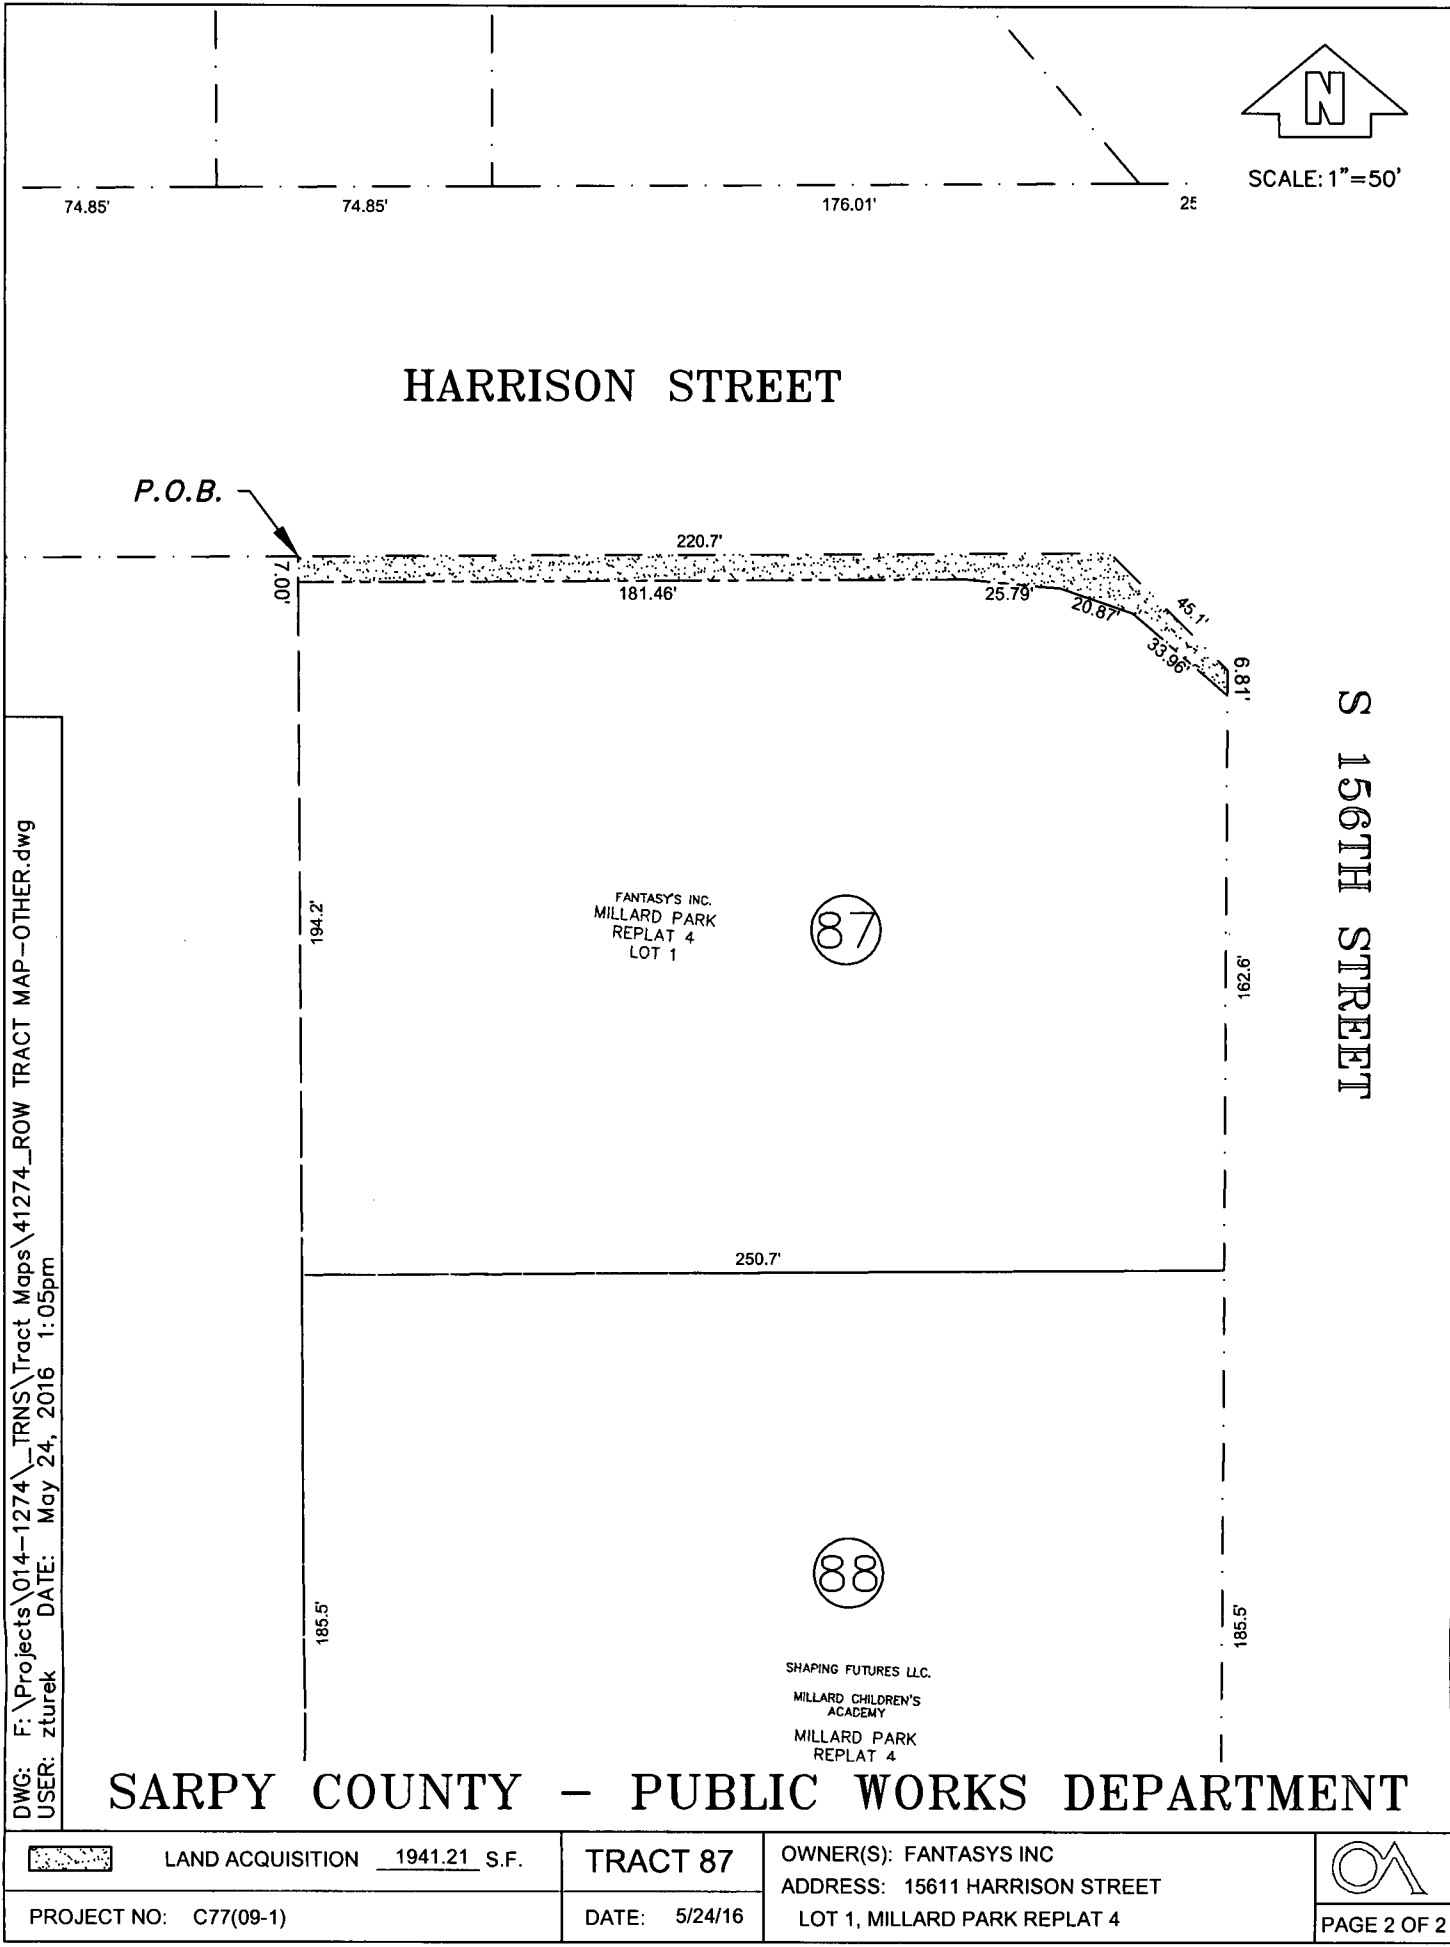 N
SCALE: 1"=50'
74.85'
74.85'
176.01'
HARRISON STREET
P.O.B.
220.7'
7.00'
181.46'
25.79'
20.87'
45.1'
33.96'
6.81'
S 156TH STREET
194.2'
FANTASY'S INC.
MILLARD PARK
REPLAT 4
LOT 1
87
162.6'
250.7'
88
185.5'
185.5'
SHAPING FUTURES LLC.
MILLARD CHILDREN'S
ACADEMY
MILLARD PARK
REPLAT 4
DWG: F:\Projects\014-1274\_TRNS\Tract Maps\41274_ROW TRACT MAP-OTHER.dwg
USER: zturek DATE: May 24, 2016 1:05pm
SARPY COUNTY - PUBLIC WORKS DEPARTMENT
LAND ACQUISITION 1941.21 S.F.
PROJECT NO: C77(09-1)
TRACT 87
DATE: 5/24/16
OWNER(S): FANTASYS INC
ADDRESS: 15611 HARRISON STREET
LOT 1, MILLARD PARK REPLAT 4
PAGE 2 OF 2